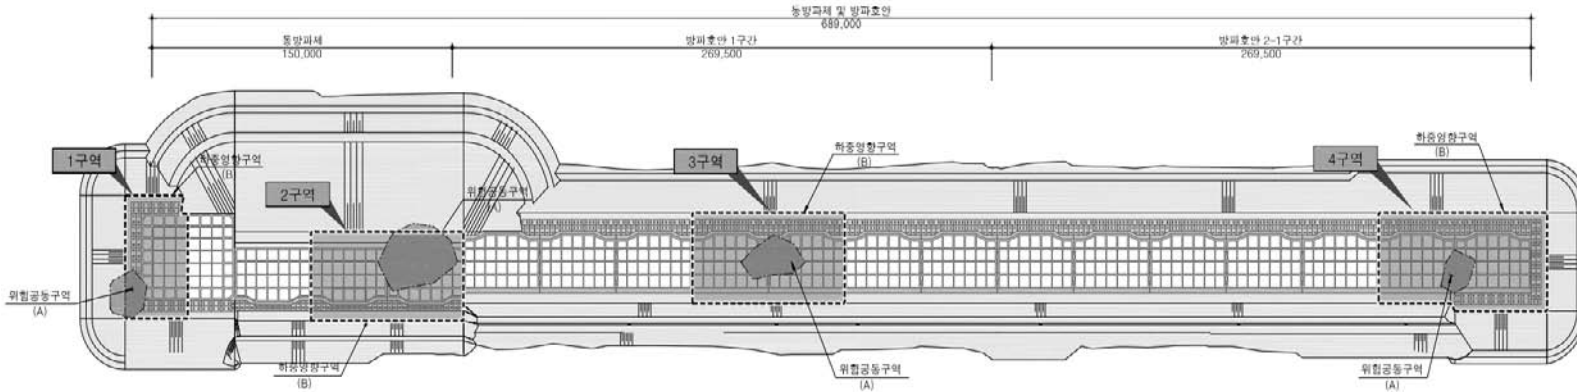 동방파제 및 방파호안
689,000
동방파제
150,000
방파호안 1구간
269,500
방파호안 2-1구간
269,500
1구역
하중영향구역
(B)
2구역
위험공동구역
(A)
3구역
하중영향구역
(B)
4구역
하중영향구역
(B)
위험공동구역
(A)
하중영향구역
(B)
위험공동구역
(A)
위험공동구역
(A)